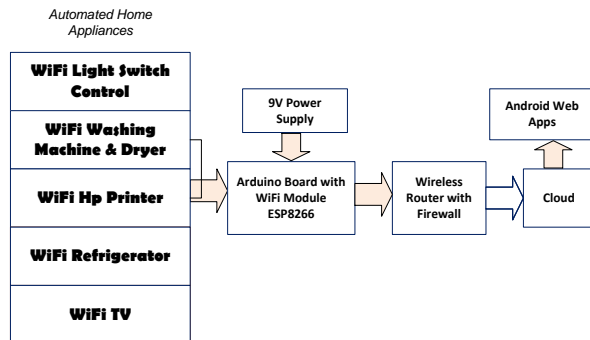 Automated Home
Appliances
WiFi Light Switch
Control
WiFi Washing
Machine & Dryer
WiFi Hp Printer
WiFi Refrigerator
WiFi TV
9V Power
Supply
Arduino Board with
WiFi Module
ESP8266
Wireless
Router with
Firewall
Cloud
Android Web
Apps